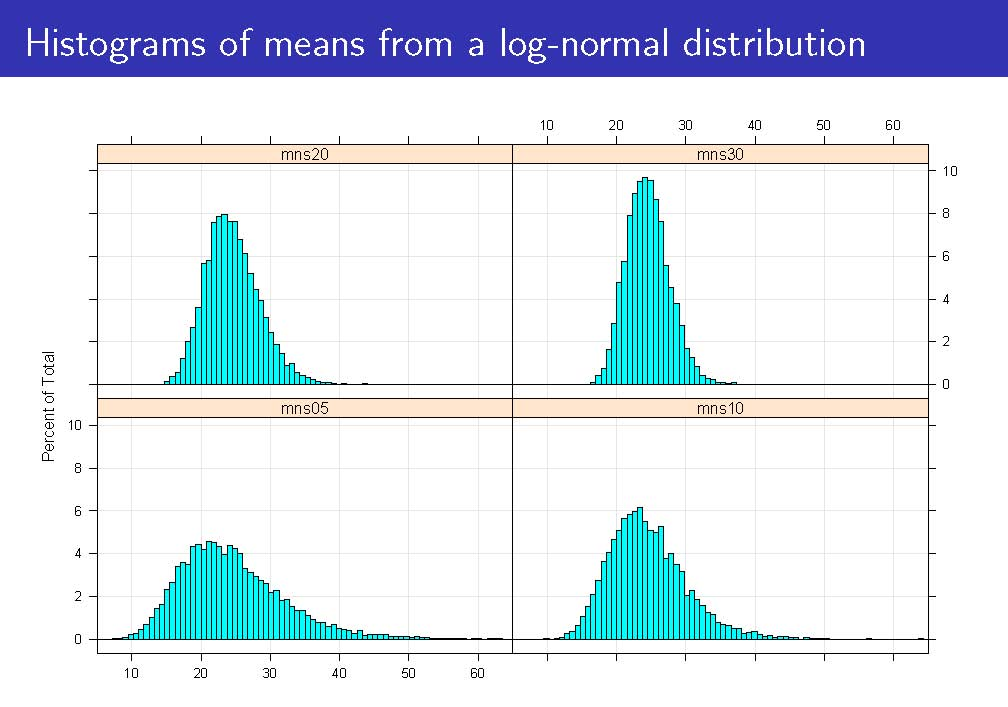 Histograms of means from a log-normal distribution
10 20 30 40 50 60
mns20 mns30
10
8
6
4
2
0
Percent of Total
mns05 mns10
10
8
6
4
2
0
10 20 30 40 50 60